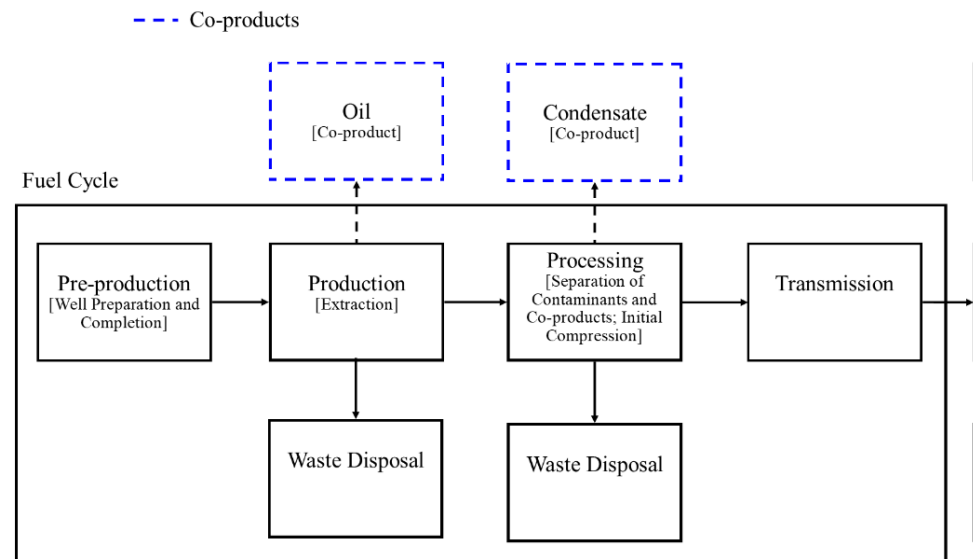 Co-products
Oil
[Co-product]
Condensate
[Co-product]
Fuel Cycle
Pre-production
[Well Preparation and
Completion]
Production
[Extraction]
Processing
[Separation of
Contaminants and
Co-products; Initial
Compression]
Transmission
Waste Disposal
Waste Disposal